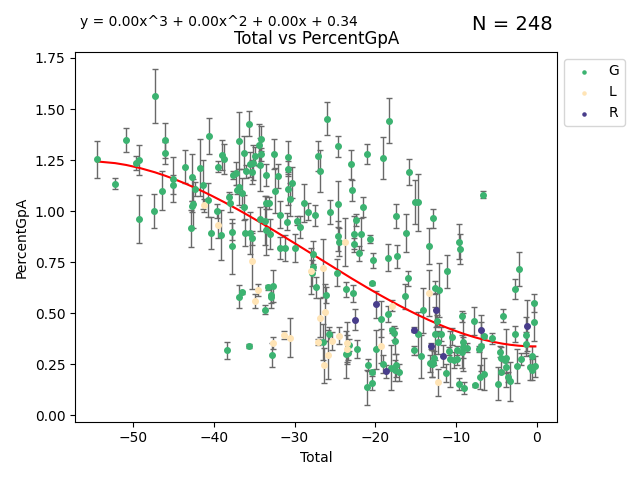 y = 0.00x^3 + 0.00x^2 + 0.00x + 0.34
N = 248
Total vs PercentGpA
G
L
R
PercentGpA
1.75
1.50
1.25
1.00
0.75
0.50
0.25
0.00
−50 −40 −30 −20 −10 0
Total